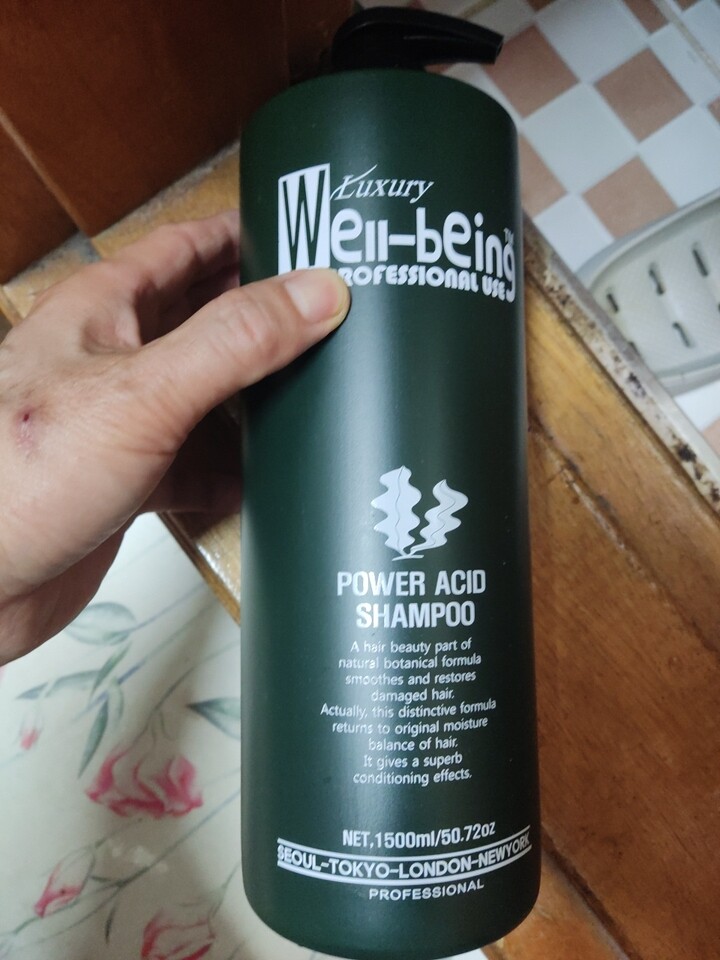 Luxury
Well-being™
PROFESSIONAL USE
POWER ACID
SHAMPOO
A hair beauty part of
natural botanical formula
smoothes and restores
damaged hair.
Actually, this distinctive formula
returns to original moisture
balance of hair.
It gives a superb
conditioning effects.
NET,1500ml/50.72oz
SEOUL-TOKYO-LONDON-NEWYORK
PROFESSIONAL